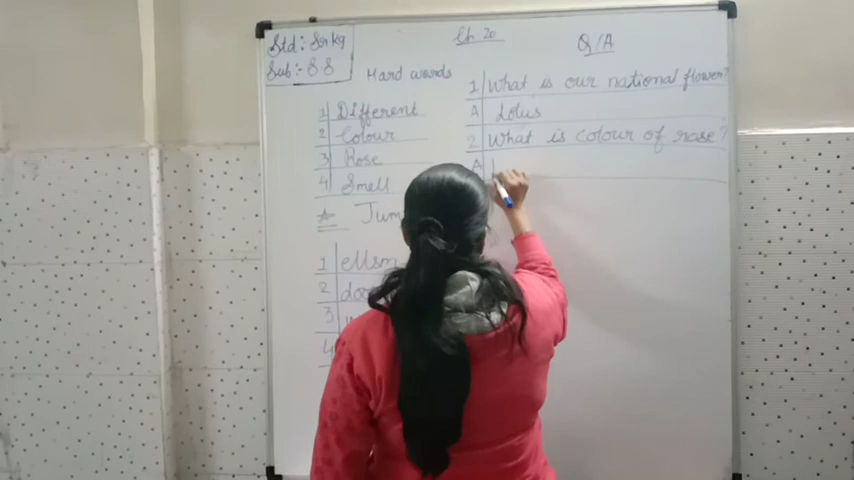 Std:- Sr kg
Sub:- G G
Ch 20
Hard words
1 Different
2 Colour
3 Rose
4 Smell
Jum
1 ellsm
2
3
4
Q/A
1 What is our national flower?
A Lotus
2 What is colour of rose?
A